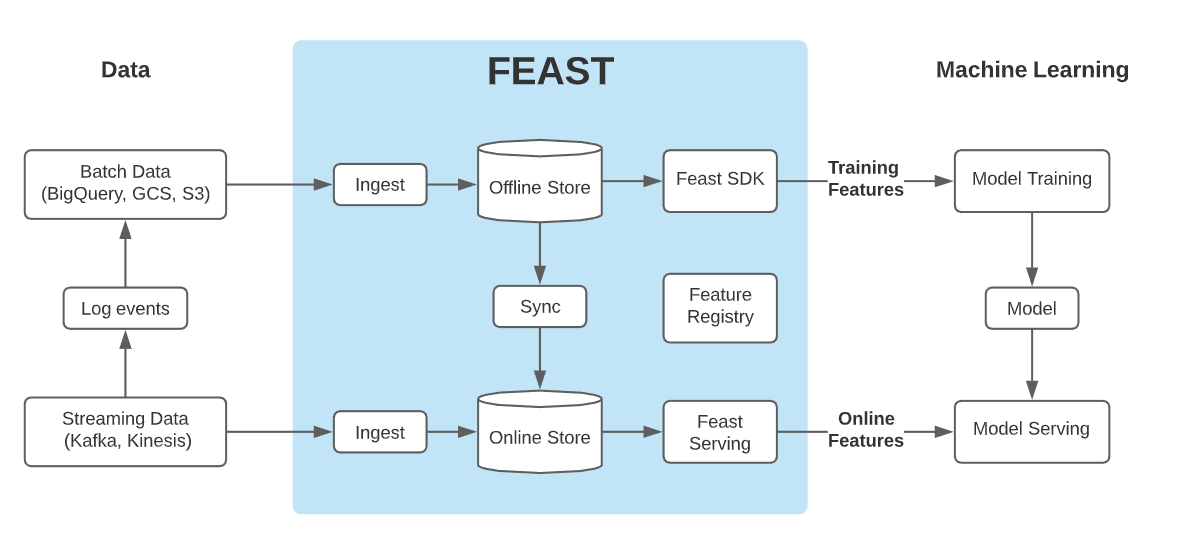 Data
FEAST
Machine Learning
Batch Data
(BigQuery, GCS, S3)
Ingest
Offline Store
Feast SDK
Training
Features
Model Training
Log events
Sync
Feature
Registry
Model
Streaming Data
(Kafka, Kinesis)
Ingest
Online Store
Feast
Serving
Online
Features
Model Serving